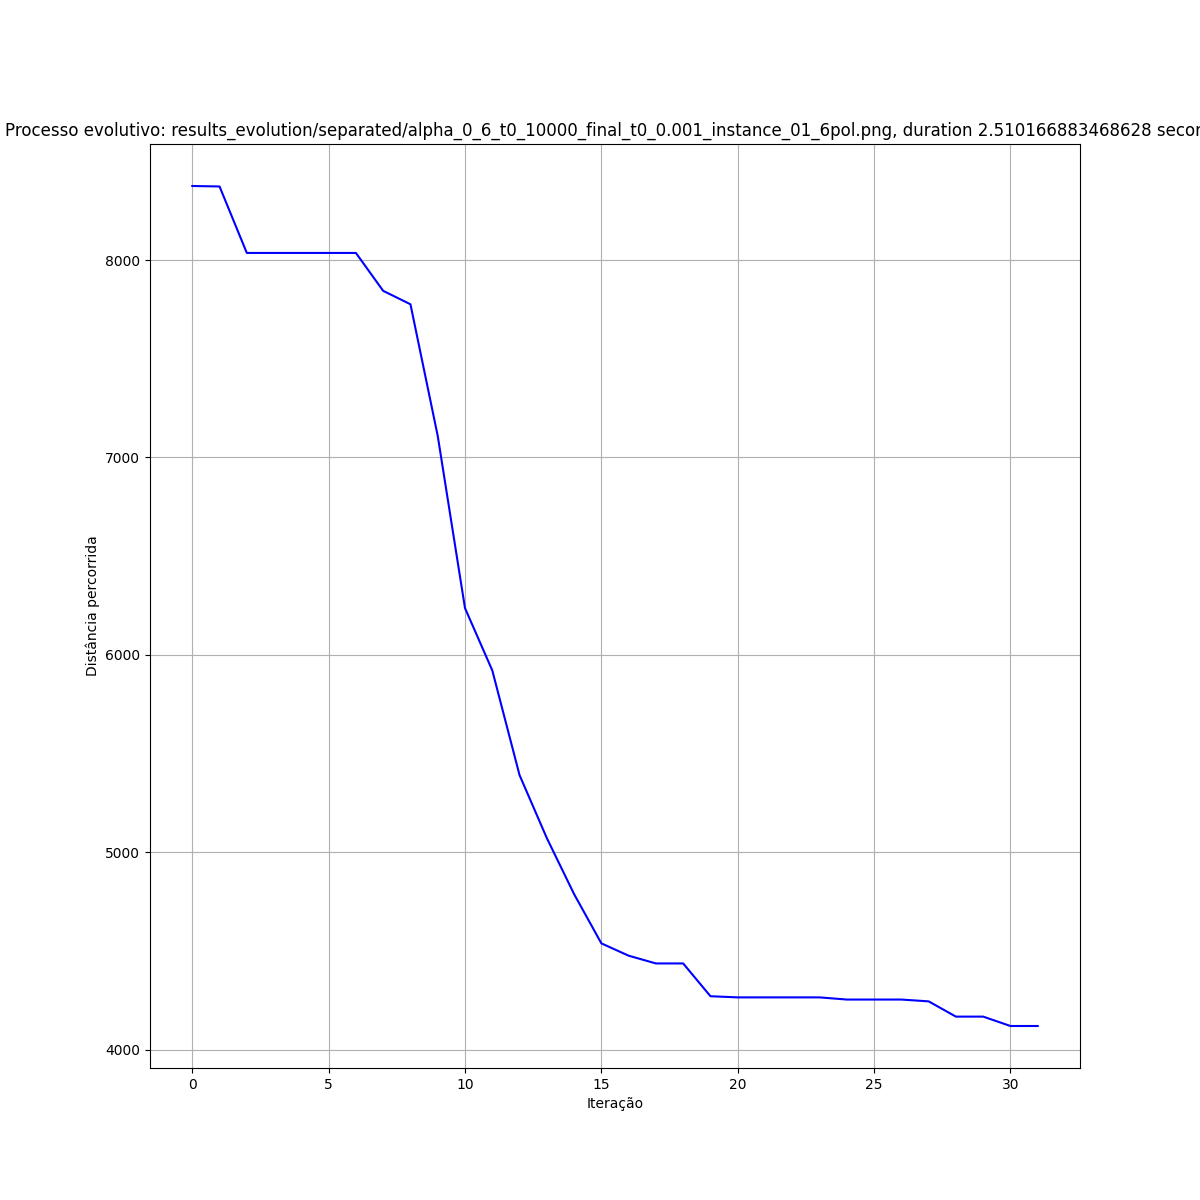 Processo evolutivo: results_evolution/separated/alpha_0_6_t0_10000_final_t0_0.001_instance_01_6pol.png, duration 2.510166883468628 secon
8000
7000
6000
5000
4000
Distância percorrida
0 5 10 15 20 25 30
Iteração